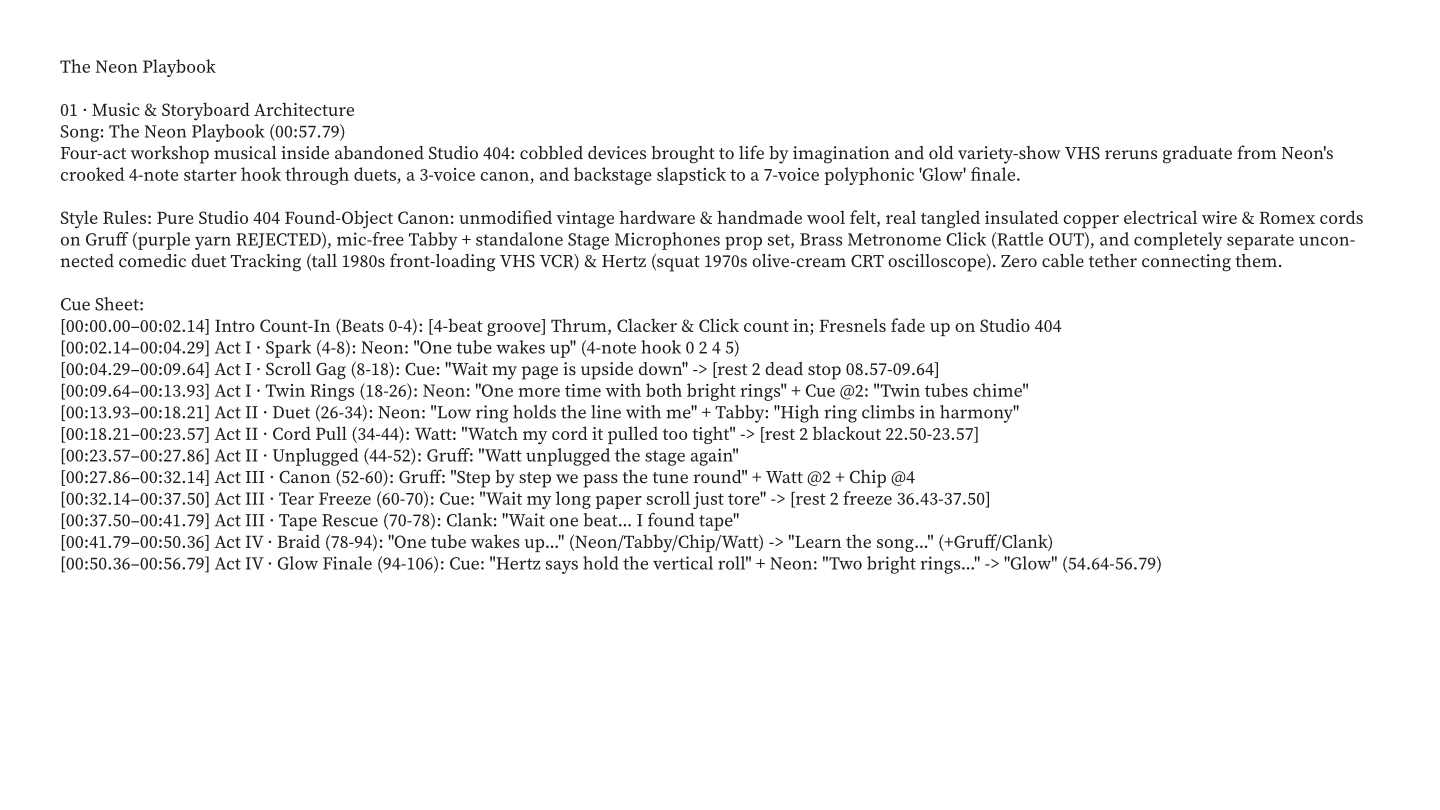 The Neon Playbook
01 · Music & Storyboard Architecture
Song: The Neon Playbook (00:57.79)
Four-act workshop musical inside abandoned Studio 404: cobbled devices brought to life by imagination and old variety-show VHS reruns graduate from Neon's
crooked 4-note starter hook through duets, a 3-voice canon, and backstage slapstick to a 7-voice polyphonic 'Glow' finale.
Style Rules: Pure Studio 404 Found-Object Canon: unmodified vintage hardware & handmade wool felt, real tangled insulated copper electrical wire & Romex cords
on Gruff (purple yarn REJECTED), mic-free Tabby + standalone Stage Microphones prop set, Brass Metronome Click (Rattle OUT), and completely separate uncon-
nected comedic duet Tracking (tall 1980s front-loading VHS VCR) & Hertz (squat 1970s olive-cream CRT oscilloscope). Zero cable tether connecting them.
Cue Sheet:
[00:00.00–00:02.14] Intro Count-In (Beats 0-4): [4-beat groove] Thrum, Clacker & Click count in; Fresnels fade up on Studio 404
[00:02.14–00:04.29] Act I · Spark (4-8): Neon: "One tube wakes up" (4-note hook 0 2 4 5)
[00:04.29–00:09.64] Act I · Scroll Gag (8-18): Cue: "Wait my page is upside down" -> [rest 2 dead stop 08.57-09.64]
[00:09.64–00:13.93] Act I · Twin Rings (18-26): Neon: "One more time with both bright rings" + Cue @2: "Twin tubes chime"
[00:13.93–00:18.21] Act II · Duet (26-34): Neon: "Low ring holds the line with me" + Tabby: "High ring climbs in harmony"
[00:18.21–00:23.57] Act II · Cord Pull (34-44): Watt: "Watch my cord it pulled too tight" -> [rest 2 blackout 22.50-23.57]
[00:23.57–00:27.86] Act II · Unplugged (44-52): Gruff: "Watt unplugged the stage again"
[00:27.86–00:32.14] Act III · Canon (52-60): Gruff: "Step by step we pass the tune round" + Watt @2 + Chip @4
[00:32.14–00:37.50] Act III · Tear Freeze (60-70): Cue: "Wait my long paper scroll just tore" -> [rest 2 freeze 36.43-37.50]
[00:37.50–00:41.79] Act III · Tape Rescue (70-78): Clank: "Wait one beat... I found tape"
[00:41.79–00:50.36] Act IV · Braid (78-94): "One tube wakes up..." (Neon/Tabby/Chip/Watt) -> "Learn the song..." (+Gruff/Clank)
[00:50.36–00:56.79] Act IV · Glow Finale (94-106): Cue: "Hertz says hold the vertical roll" + Neon: "Two bright rings..." -> "Glow" (54.64-56.79)